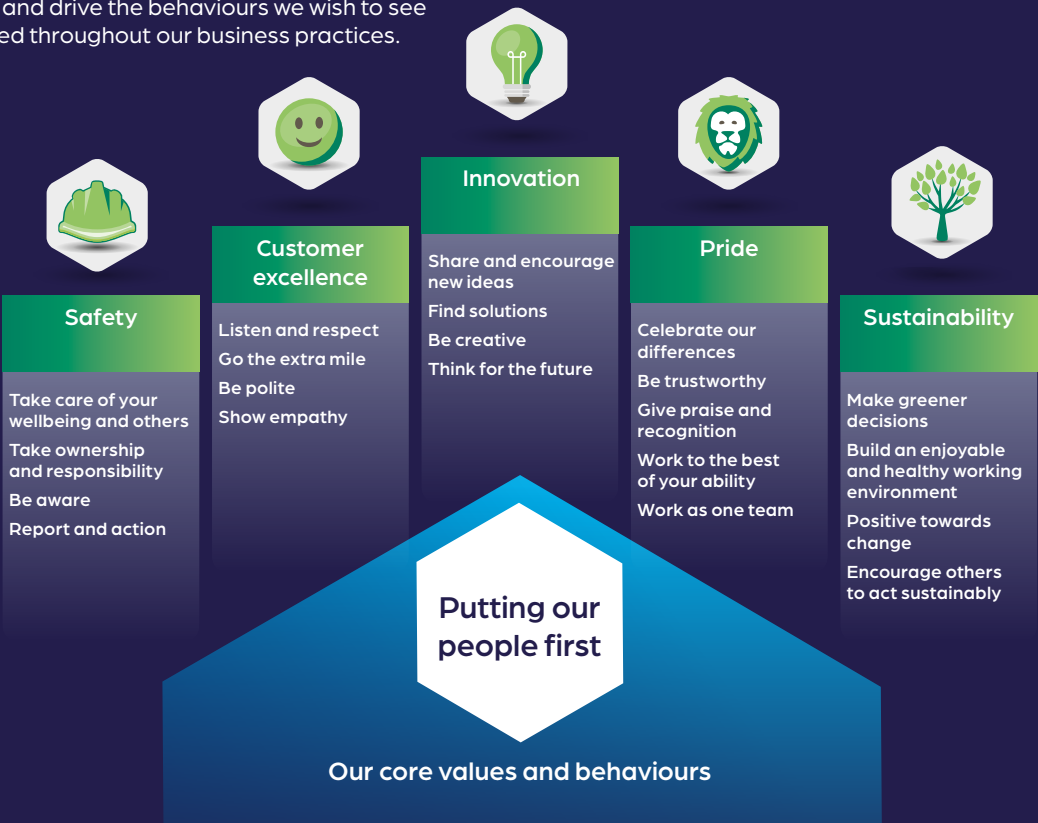 and drive the behaviours we wish to see
throughout our business practices.
Safety
Take care of your
wellbeing and others
Take ownership
and responsibility
Be aware
Report and action
Customer
excellence
Listen and respect
Go the extra mile
Be polite
Show empathy
Innovation
Share and encourage
new ideas
Find solutions
Be creative
Think for the future
Pride
Celebrate our
differences
Be trustworthy
Give praise and
recognition
Work to the best
of your ability
Work as one team
Sustainability
Make greener
decisions
Build an enjoyable
and healthy working
environment
Positive towards
change
Encourage others
to act sustainably
Putting our
people first
Our core values and behaviours